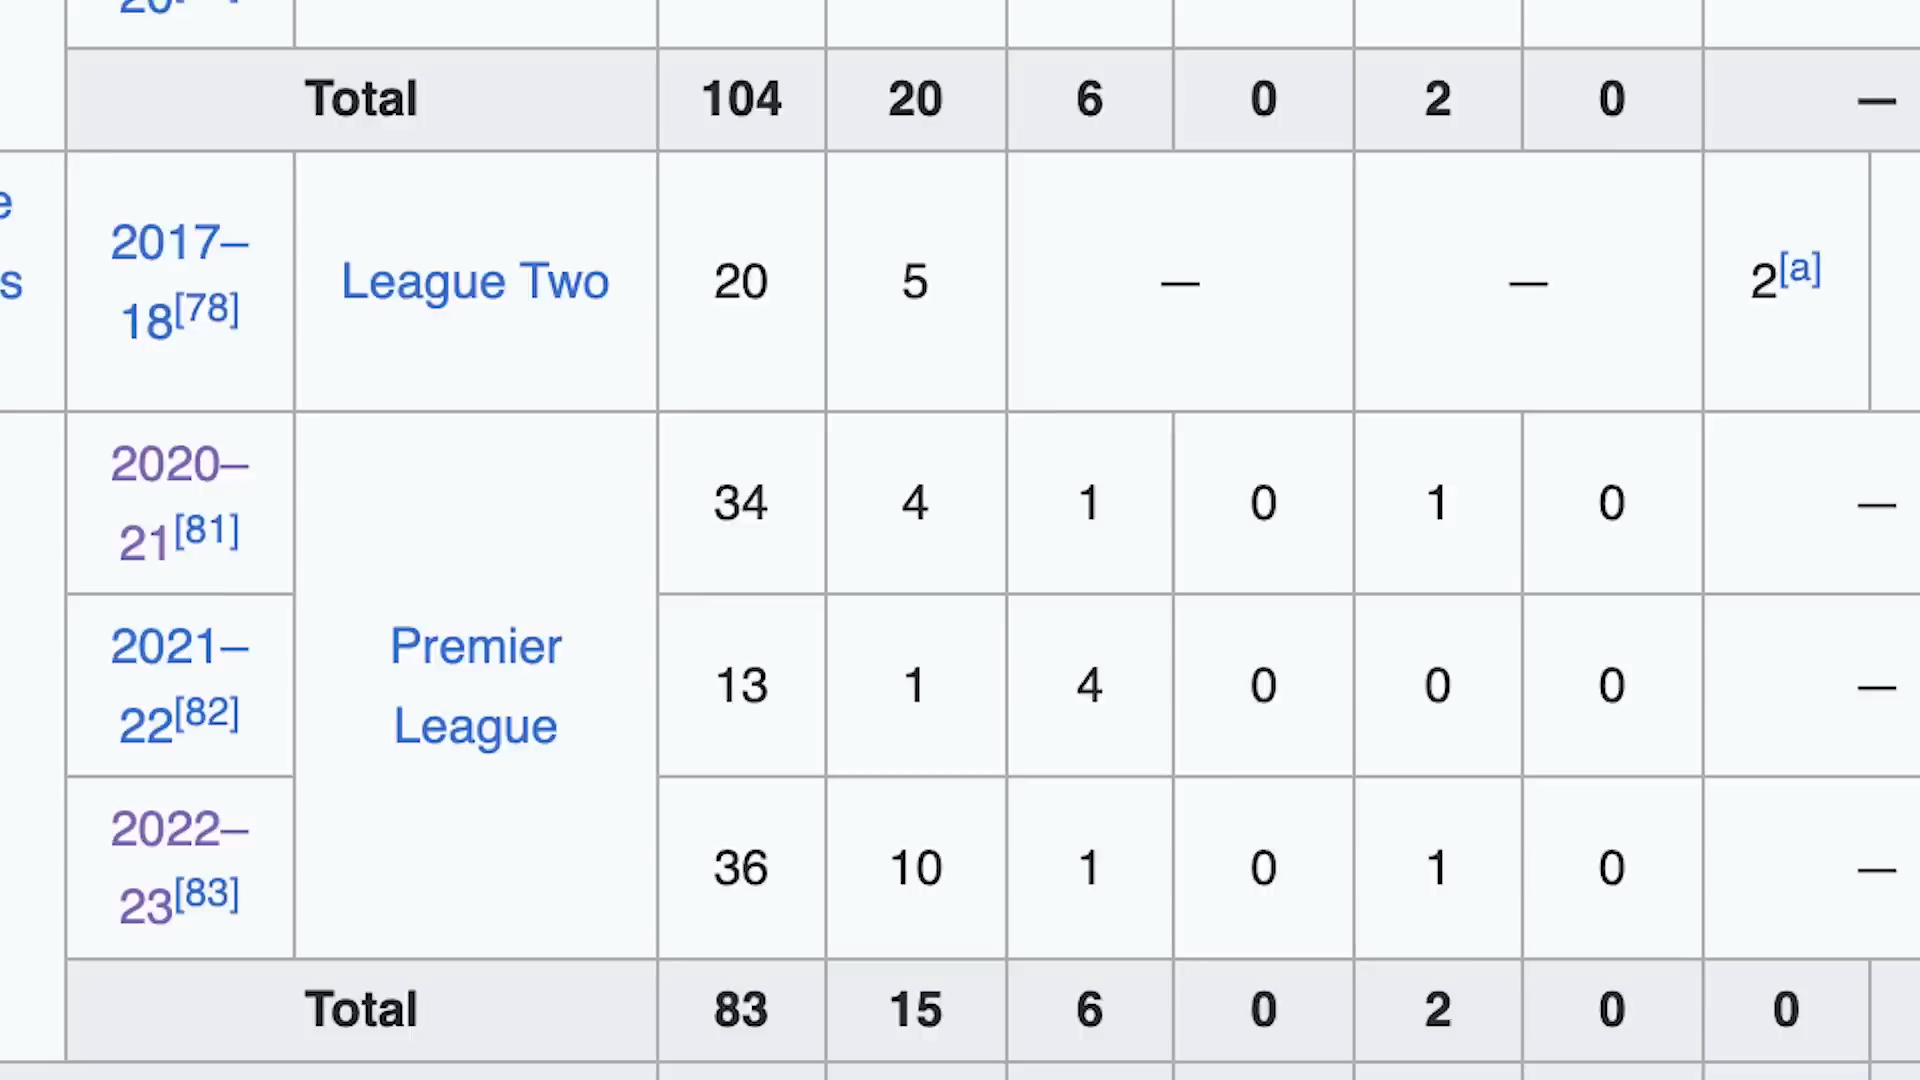 Total 104 20 6 0 2 0 —
e
s
2017–
18[78]
League Two 20 5 — — 2[a]
2020–
21[81]
34 4 1 0 1 0 —
2021–
22[82]
Premier
League
13 1 4 0 0 0 —
2022–
23[83]
36 10 1 0 1 0 —
Total 83 15 6 0 2 0 0